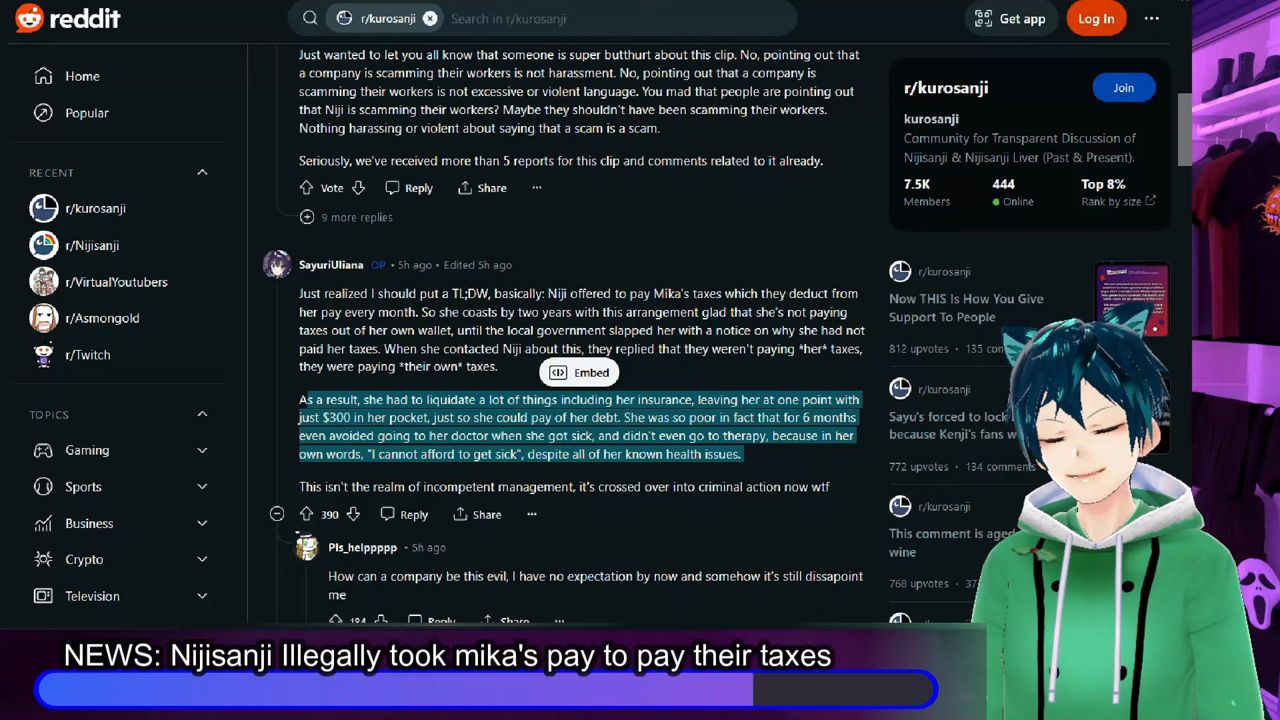 reddit
r/kurosanji
Search in r/kurosanji
Get app
Log In
Home
Popular
RECENT
r/kurosanji
r/Nijisanji
r/VirtualYoutubers
r/Asmongold
r/Twitch
TOPICS
Gaming
Sports
Business
Crypto
Television
Just wanted to let you all know that someone is super butthurt about this clip. No, pointing out that
a company is scamming their workers is not harassment. No, pointing out that a company is
scamming their workers is not excessive or violent language. You mad that people are pointing out
that Niji is scamming their workers? Maybe they shouldn't have been scamming their workers.
Nothing harassing or violent about saying that a scam is a scam.
Seriously, we've received more than 5 reports for this clip and comments related to it already.
Vote
Reply
Share
9 more replies
SayuriUliana OP • 5h ago • Edited 5h ago
Just realized I should add a TL;DW, basically: Niji offered to pay Mika's taxes which they deduct from
her pay every month. So she lasts by two years with this arrangement glad that she's not paying
taxes out of her own wallet, until the local government slapped her with a notice on why she had not
paid her taxes. When she contacted Niji about this, they replied that they weren't paying *her* taxes,
they were paying *their own* taxes.
Embed
As a result, she had to liquidate a lot of things including her insurance, leaving her at one point with
just $300 in her pocket, just so she could pay of her debt. She was so poor in fact that for 6 months
even avoided going to her doctor when she got sick, and didn't even go to therapy, because in her
own words, "I cannot afford to get sick", despite all of her known health issues.
This isn't the realm of incompetent management, it's crossed over into criminal action now wtf
390
Reply
Share
Pls_helppppp • 5h ago
How can a company be this evil, I have no expectation by now and somehow it's still dissapoint
me
184
Reply
Share
r/kurosanji
Join
kurosanji
Community for Transparent Discussion of
Nijisanji & Nijisanji Liver (Past & Present).
7.5K
444
Top 8%
Members
Online
Rank by size
r/kurosanji
Now THIS Is How You Give
Support To People
812 upvotes • 135
r/kurosanji
Sayu's forced to lock
because Kenji's fans
772 upvotes • 134 comments
r/kurosanji
This comment is aged
wine
768 upvotes
NEWS: Nijisanji Illegally took mika's pay to pay their taxes